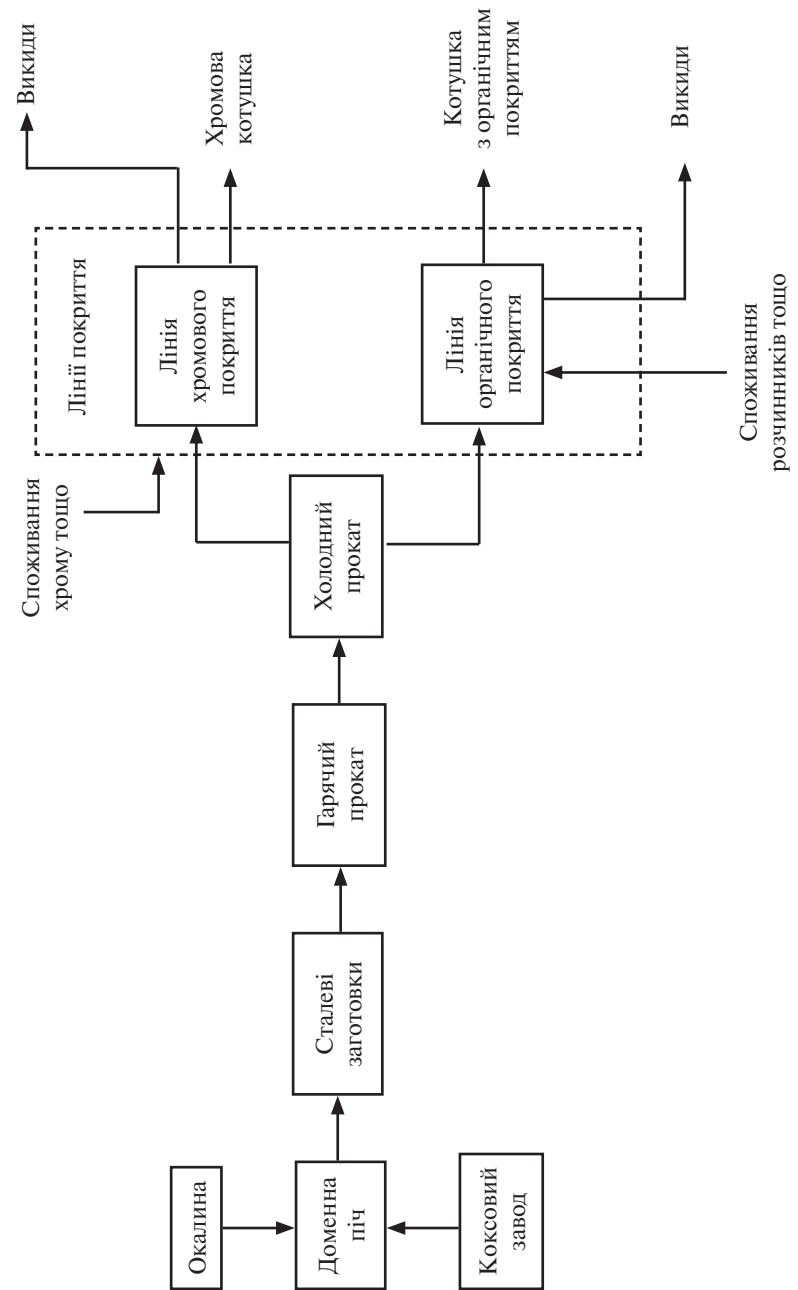 Окалина
Доменна
піч
Коксовий
завод
Сталеві
заготовки
Гарячий
прокат
Холодний
прокат
Споживання
хрому тощо
Лінії покриття
Лінія
хромового
покриття
Лінія
органічного
покриття
Споживання
розчинників тощо
Викиди
Хромова
котушка
Котушка
з органічним
покриттям
Викиди